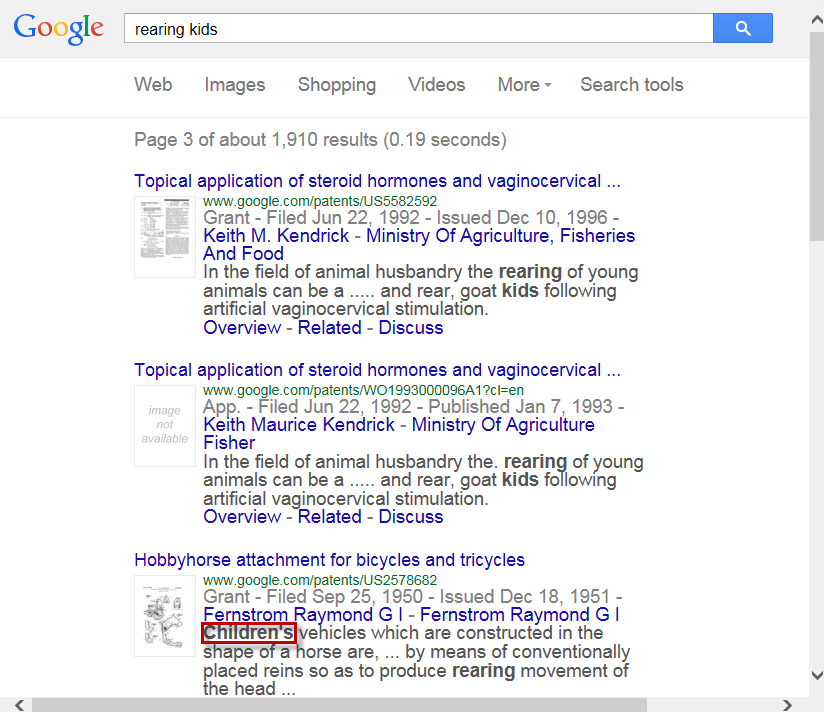 Google
rearing kids
Web Images Shopping Videos More Search tools
Page 3 of about 1,910 results (0.19 seconds)
Topical application of steroid hormones and vaginocervical ...
www.google.com/patents/US5582592
Grant - Filed Jun 22, 1992 - Issued Dec 10, 1996 -
Keith M. Kendrick - Ministry Of Agriculture, Fisheries
And Food
In the field of animal husbandry the rearing of young
animals can be a ..... and rear, goat kids following
artificial vaginocervical stimulation.
Overview - Related - Discuss
Topical application of steroid hormones and vaginocervical ...
image
not
available
www.google.com/patents/WO1993000096A1?cl=en
App. - Filed Jun 22, 1992 - Published Jan 7, 1993 -
Keith Maurice Kendrick - Ministry Of Agriculture
Fisher
In the field of animal husbandry the. rearing of young
animals can be a ..... and rear, goat kids following
artificial vaginocervical stimulation.
Overview - Related - Discuss
Hobbyhorse attachment for bicycles and tricycles
www.google.com/patents/US2578682
Grant - Filed Sep 25, 1950 - Issued Dec 18, 1951 -
Fernstrom Raymond G I - Fernstrom Raymond G I
Children's vehicles which are constructed in the
shape of a horse are, ... by means of conventionally
placed reins so as to produce rearing movement of
the head ...